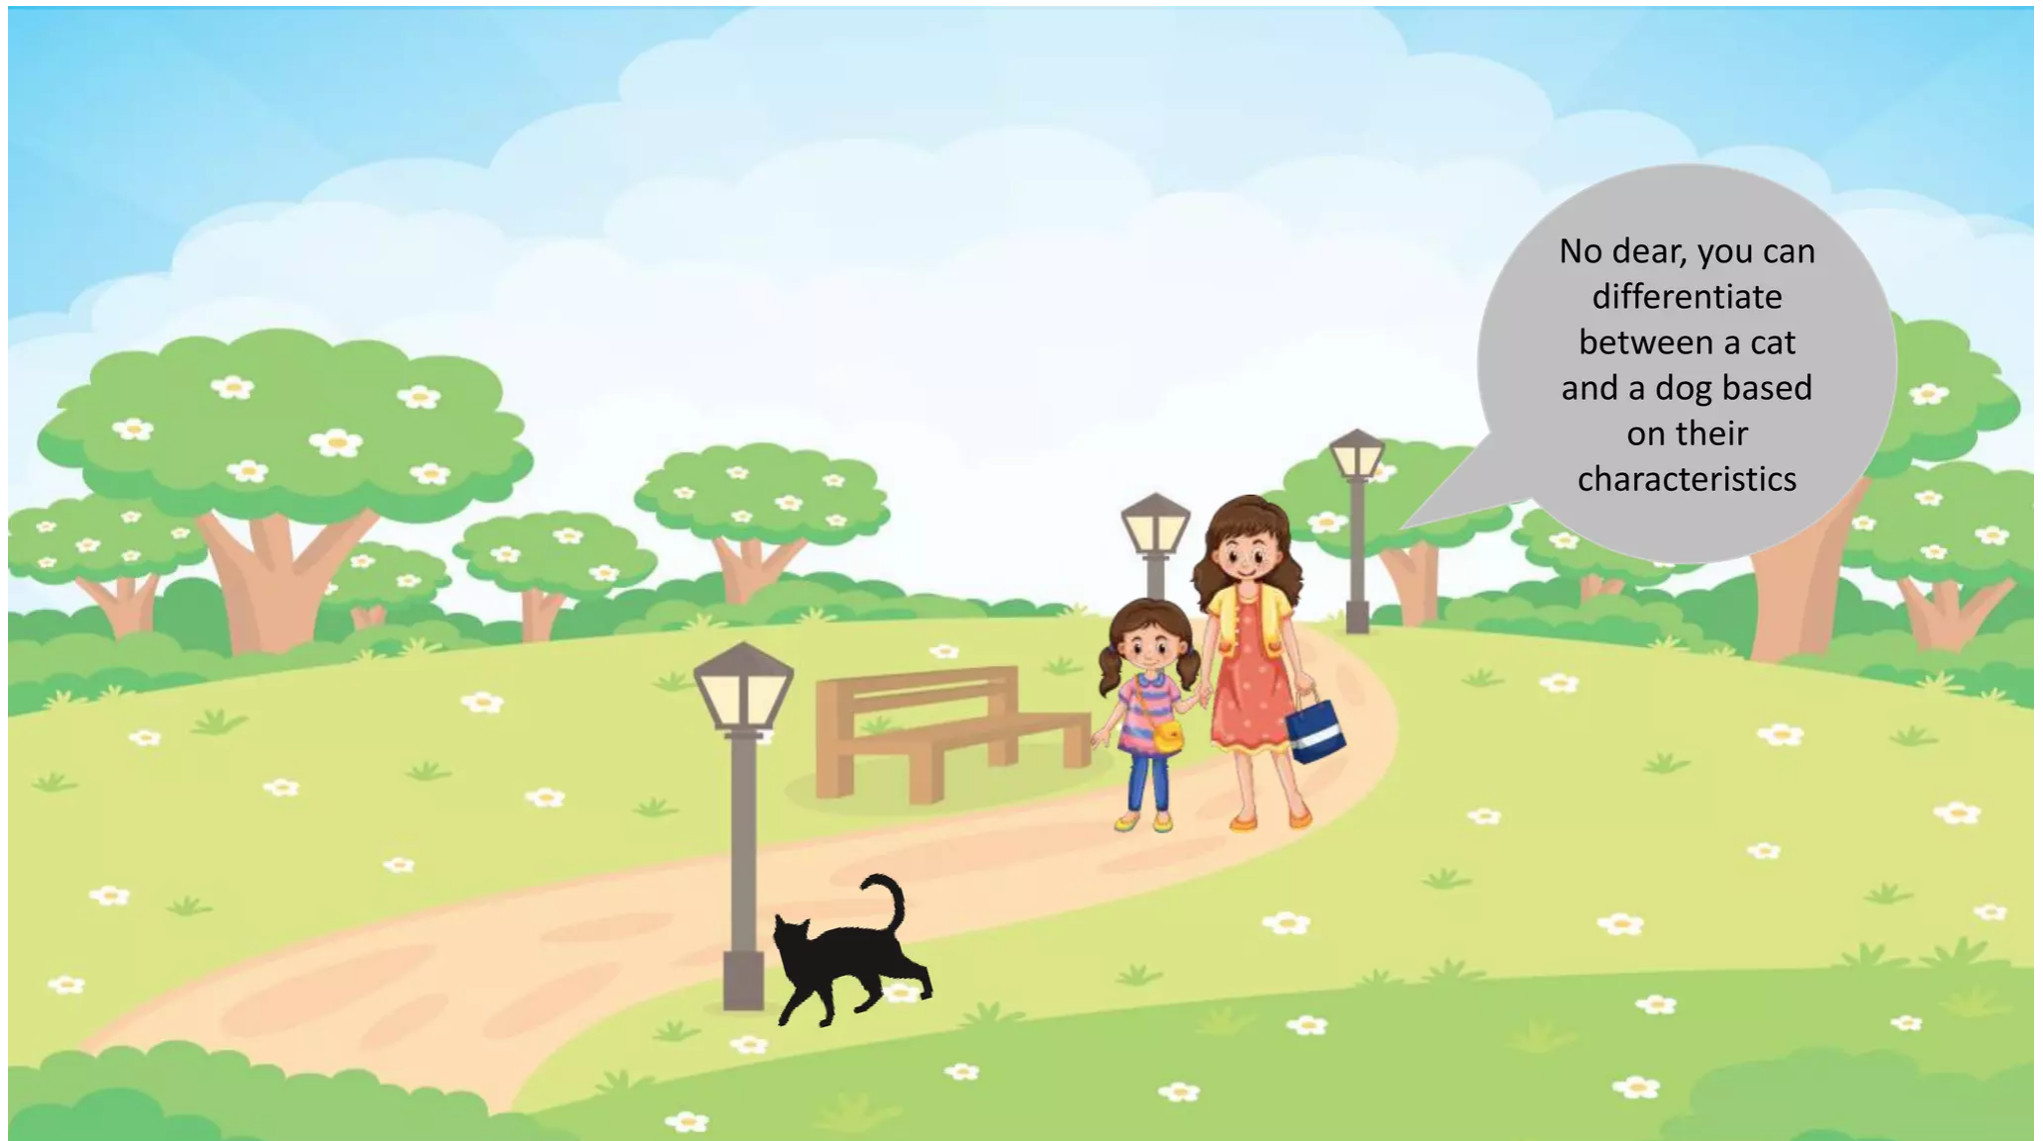 No dear, you can
differentiate
between a cat
and a dog based
on their
characteristics